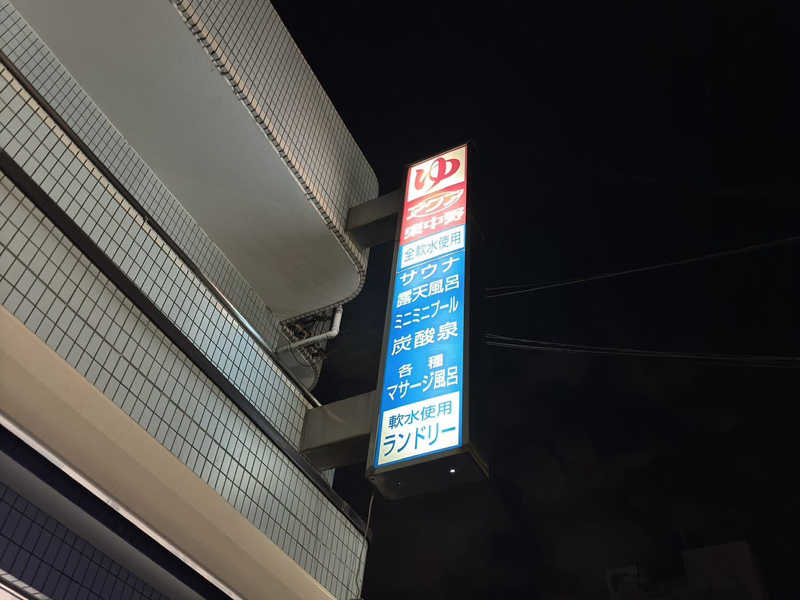 ゆ
アクア
東中野
全軟水使用
サウナ
露天風呂
ミニミニプール
炭酸泉
各種
マサージ風呂
軟水使用
ランドリー